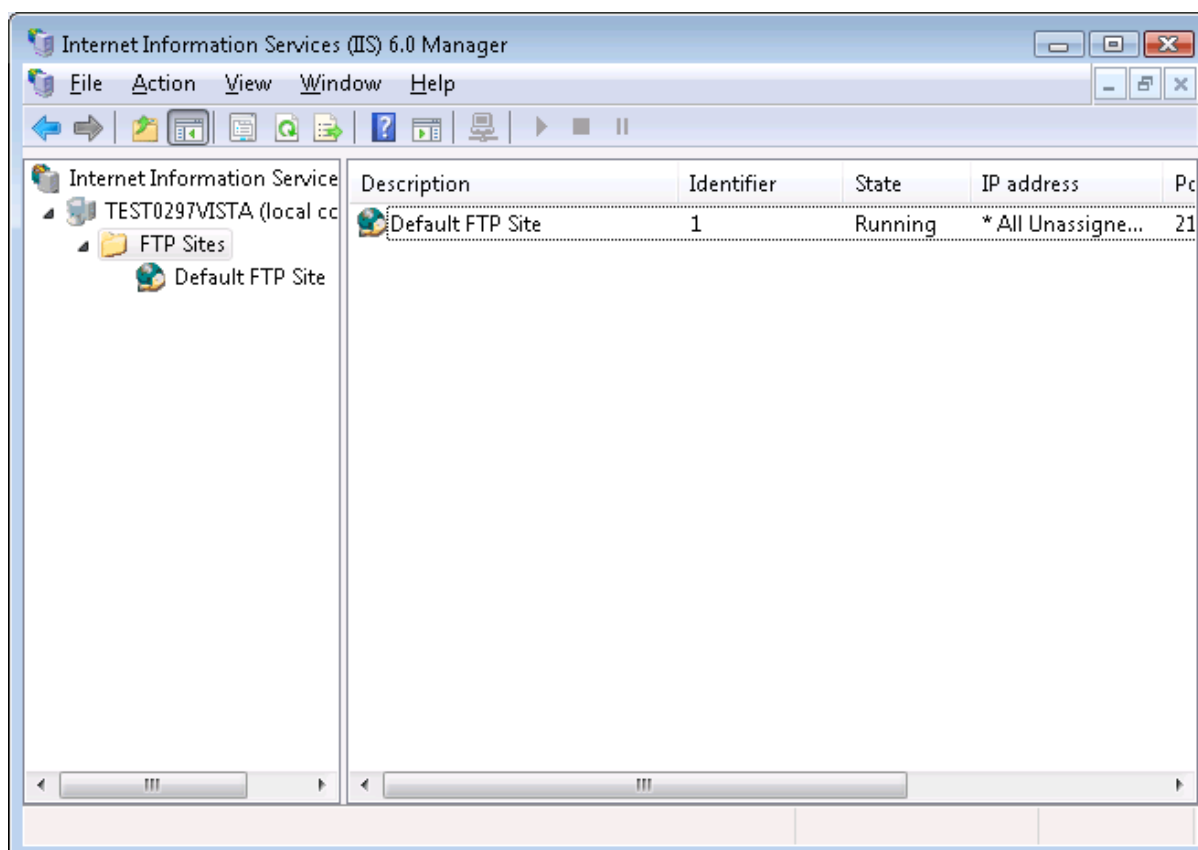 Internet Information Services (IIS) 6.0 Manager
File Action View Window Help
Internet Information Service
TEST0297VISTA (local cc
FTP Sites
Default FTP Site
Description Identifier State IP address Pc
Default FTP Site 1 Running * All Unassigne... 21